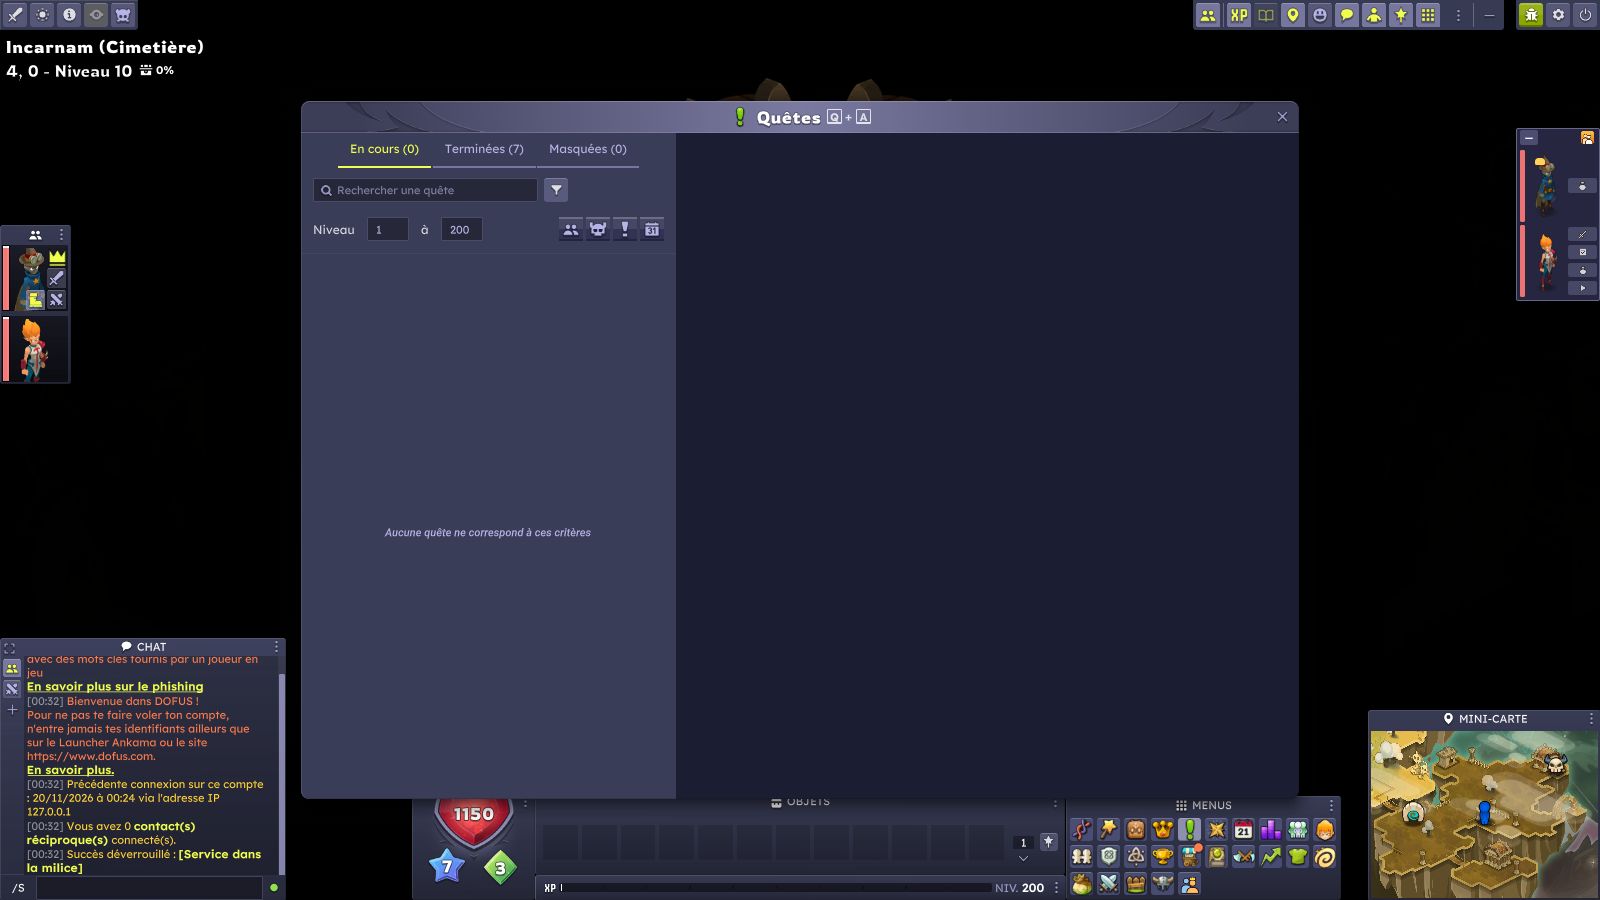 XP
Incarnam (Cimetière)
4, 0 - Niveau 10 0%
Quêtes Q + A
En cours (0) Terminées (7) Masquées (0)
Rechercher une quête
Niveau 1 à 200
31
Aucune quête ne correspond à ces critères
CHAT
avec des mots clés fournis par un joueur en
jeu
En savoir plus sur le phishing
[00:32] Bienvenue dans DOFUS !
Pour ne pas te faire voler ton compte,
n'entre jamais tes identifiants ailleurs que
sur le Launcher Ankama ou le site
https://www.dofus.com.
En savoir plus.
[00:32] Précédente connexion sur ce compte
: 20/11/2026 à 00:24 via l'adresse IP
127.0.0.1
[00:32] Vous avez 0 contact(s)
réciproque(s) connecté(s).
[00:32] Succès déverrouillé : [Service dans
la milice]
/S
1150
7
3
OBJETS
1
XP
NIV. 200
MENUS
21
MINI-CARTE